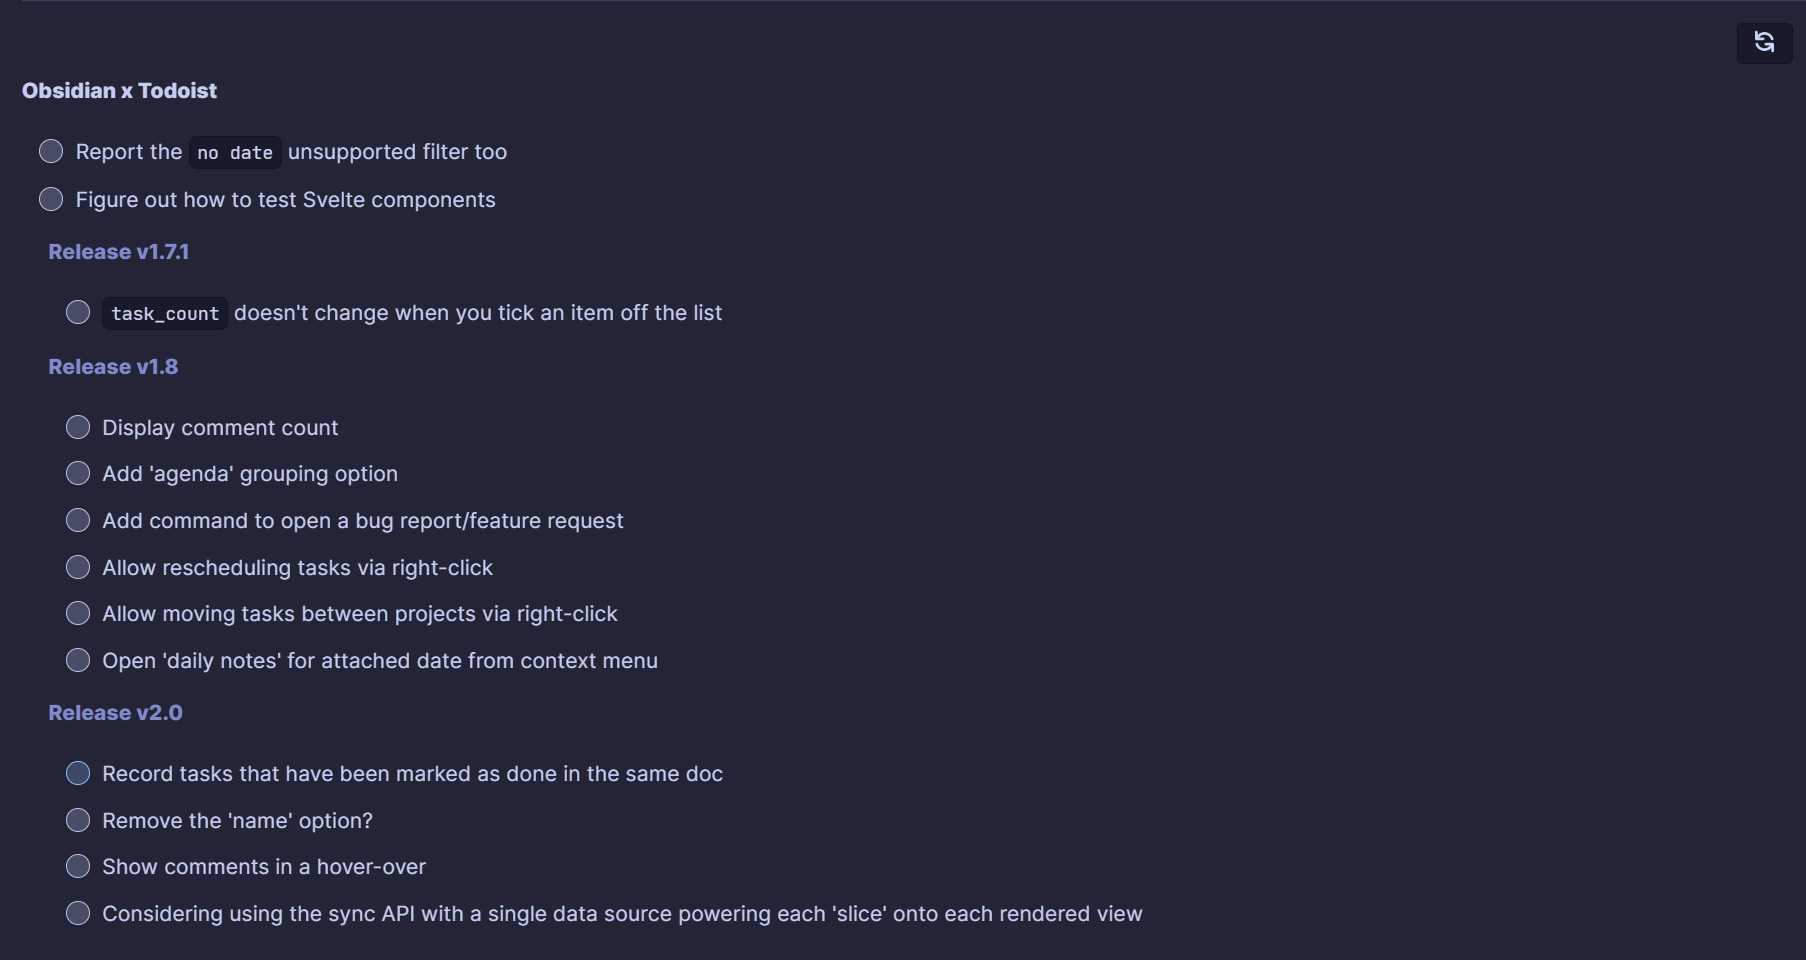 Obsidian x Todoist
Report the no date unsupported filter too
Figure out how to test Svelte components
Release v1.7.1
task_count doesn't change when you tick an item off the list
Release v1.8
Display comment count
Add 'agenda' grouping option
Add command to open a bug report/feature request
Allow rescheduling tasks via right-click
Allow moving tasks between projects via right-click
Open 'daily notes' for attached date from context menu
Release v2.0
Record tasks that have been marked as done in the same doc
Remove the 'name' option?
Show comments in a hover-over
Considering using the sync API with a single data source powering each 'slice' onto each rendered view